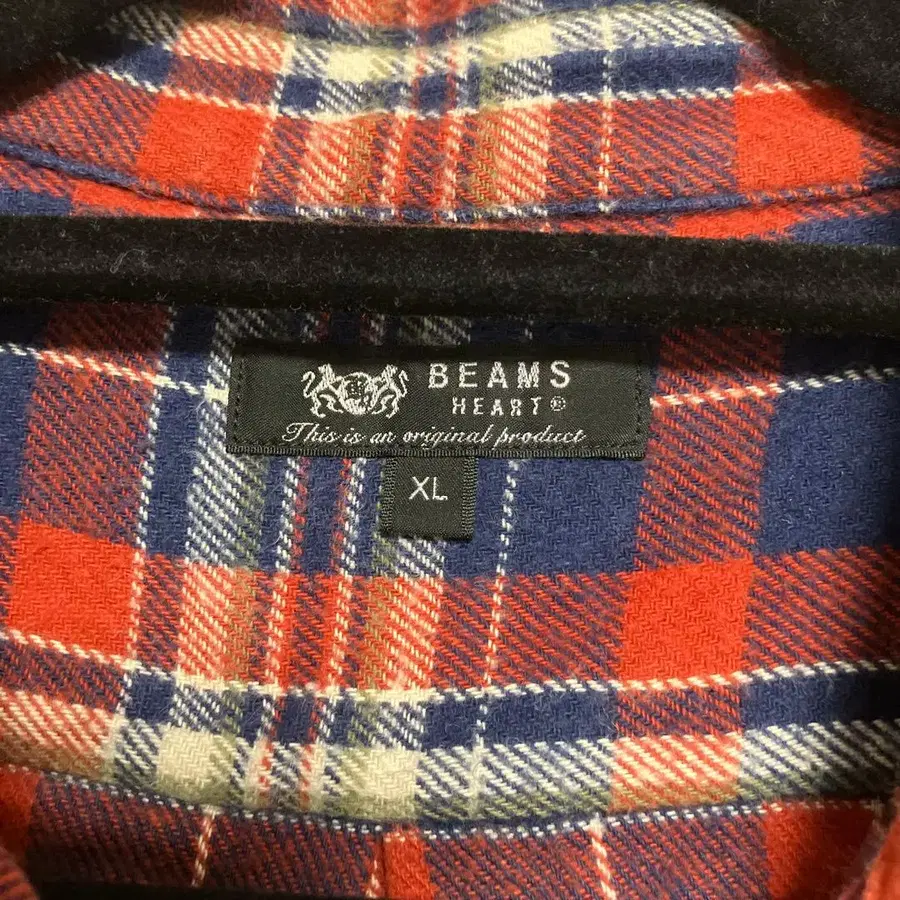 BEAMS
HEART®
This is an original product
XL